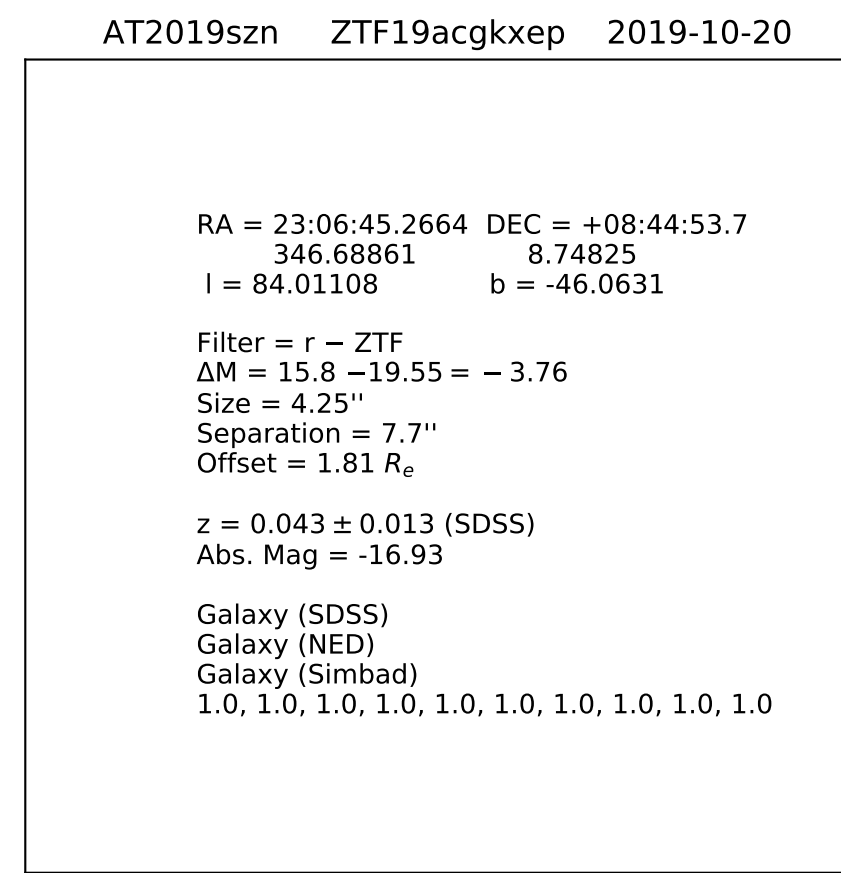 AT2019szn ZTF19acgkxep 2019-10-20
RA = 23:06:45.2664 DEC = +08:44:53.7
346.68861 8.74825
l = 84.01108 b = -46.0631
Filter = r − ZTF
ΔM = 15.8 −19.55 = − 3.76
Size = 4.25''
Separation = 7.7''
Offset = 1.81 Re
z = 0.043 ± 0.013 (SDSS)
Abs. Mag = -16.93
Galaxy (SDSS)
Galaxy (NED)
Galaxy (Simbad)
1.0, 1.0, 1.0, 1.0, 1.0, 1.0, 1.0, 1.0, 1.0, 1.0